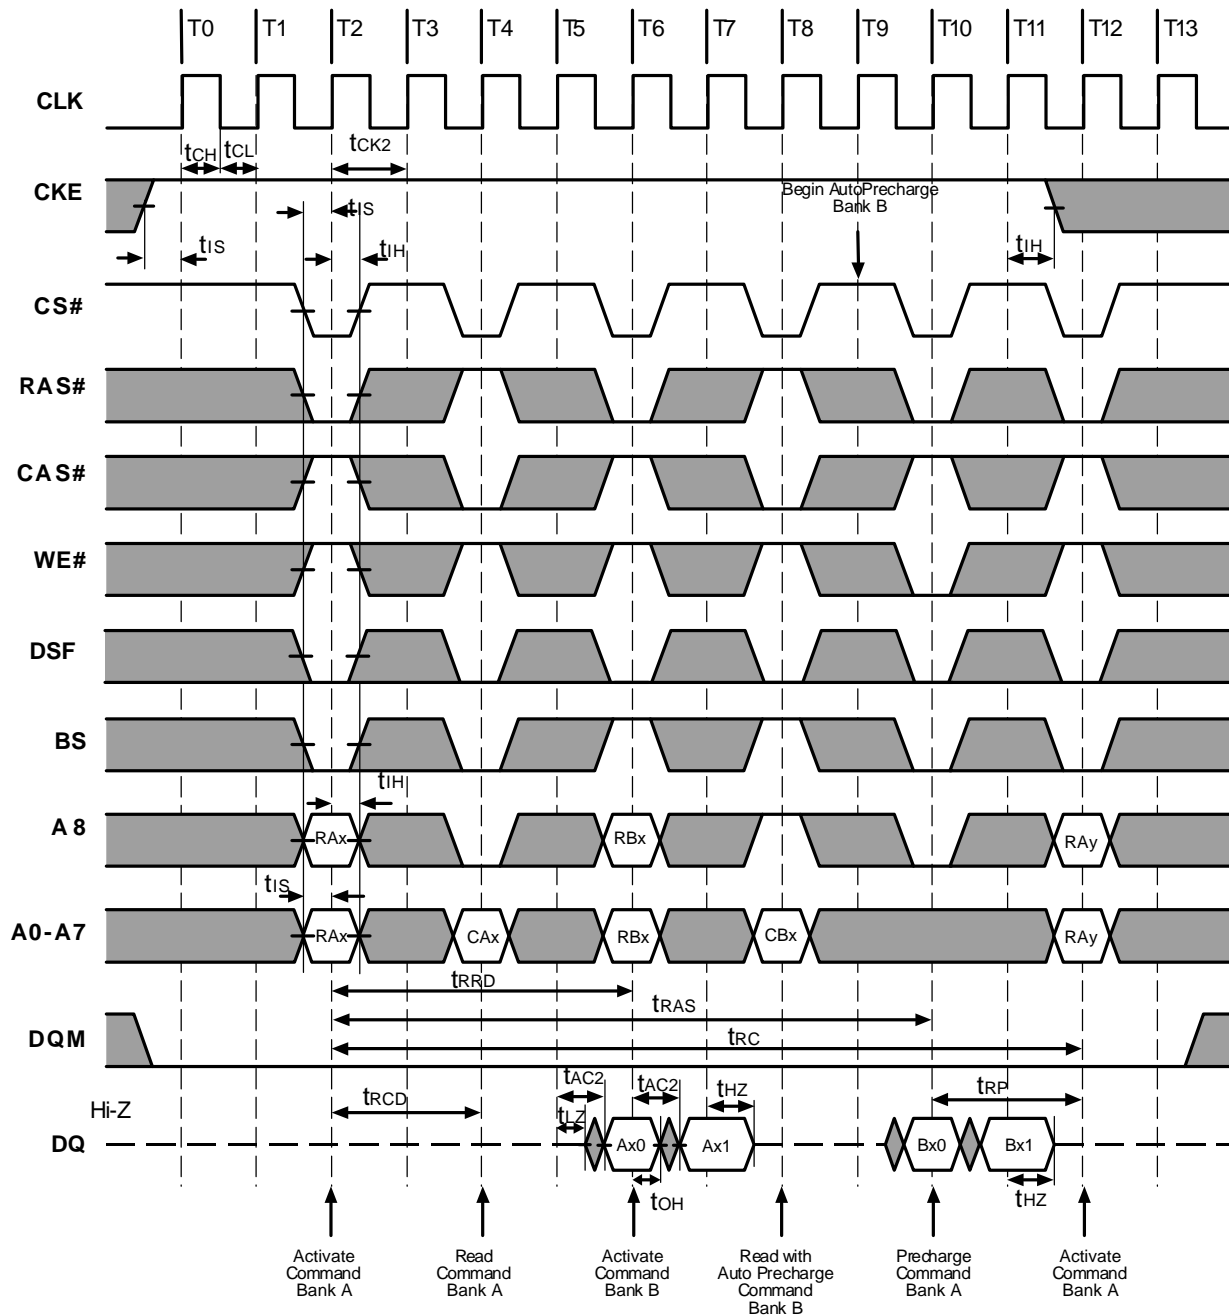 T0 T1 T2 T3 T4 T5 T6 T7 T8 T9 T10 T11 T12 T13
CLK
tCH tCL tCK2
CKE
Begin AutoPrecharge
Bank B
tIS
tIS tIH tIH
CS#
RAS#
CAS#
WE#
DSF
BS
tIH
A8
RAx RBx RAy
tIS
A0-A7
RAx CAx RBx CBx RAy
tRRD
tRAS
DQM
tRC
tAC2 tAC2 tHZ tRP
tRCD
Hi-Z
tLZ
DQ
Ax0 Ax1 Bx0 Bx1
tOH tHZ
Activate
Command
Bank A
Read
Command
Bank A
Activate
Command
Bank B
Read with
Auto Precharge
Command
Bank B
Precharge
Command
Bank A
Activate
Command
Bank A